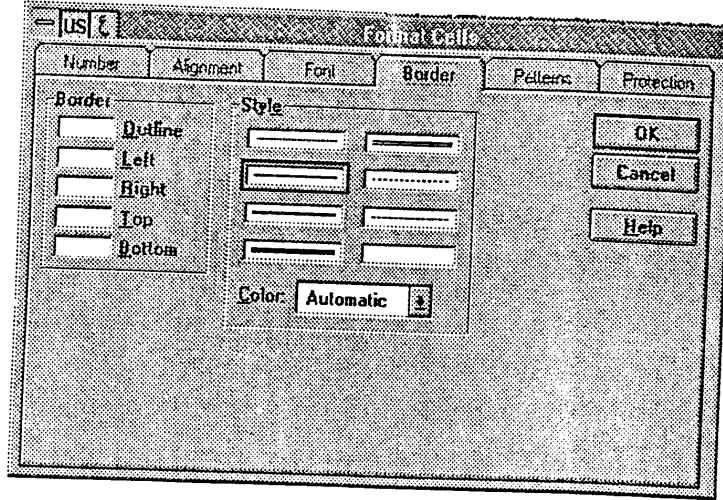 US ع
Format Cells
Number Alignment Font Border Patterns Protection
Border
Outline
Left
Right
Top
Bottom
Style
Color: Automatic
OK
Cancel
Help